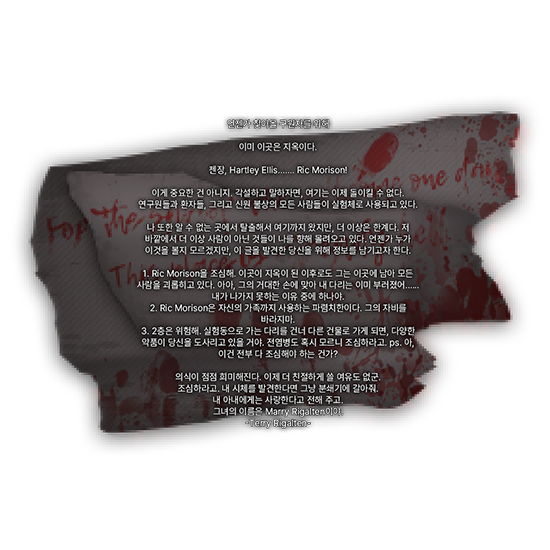 언젠가 찾아올 구원자를 위해
이미 이곳은 지옥이다.
젠장, Hartley Ellis....... Ric Morison!
이게 중요한 건 아니지. 각설하고 말하자면, 여기는 이제 돌이킬 수 없다.
연구원들과 환자들, 그리고 신원 불상의 모든 사람들이 실험체로 사용되고 있다.
나 또한 알 수 없는 곳에서 탈출해서 여기까지 왔지만, 더 이상은 한계다. 저
바깥에서 더 이상 사람이 아닌 것들이 나를 향해 몰려오고 있다. 언젠가 누가
이것을 볼지 모르겠지만, 이 글을 발견한 당신을 위해 정보를 남기고자 한다.
1. Ric Morison을 조심해. 이곳이 지옥이 된 이후로도 그는 이곳에 남아 모든
사람을 괴롭히고 있다. 아아, 그의 거대한 손에 맞아 내 다리는 이미 부러졌어......
내가 나가지 못하는 이유 중에 하나야.
2. Ric Morison은 자신의 가족까지 사용하는 파렴치한이다. 그의 자비를
바라지마.
3. 2층은 위험해. 실험동으로 가는 다리를 건너 다른 건물로 가게 되면, 다양한
약품이 당신을 도사리고 있을 거야. 전염병도 혹시 모르니 조심하라고. ps. 아,
이건 전부 다 조심해야 하는 건가?
의식이 점점 희미해진다. 이제 더 친절하게 쓸 여유도 없군.
조심하라고. 내 시체를 발견한다면 그냥 분쇄기에 갈아줘.
내 아내에게는 사랑한다고 전해 주고.
그녀의 이름은 Marry Rigalten이야.
-Terry Rigalten-
for the
one day
The place